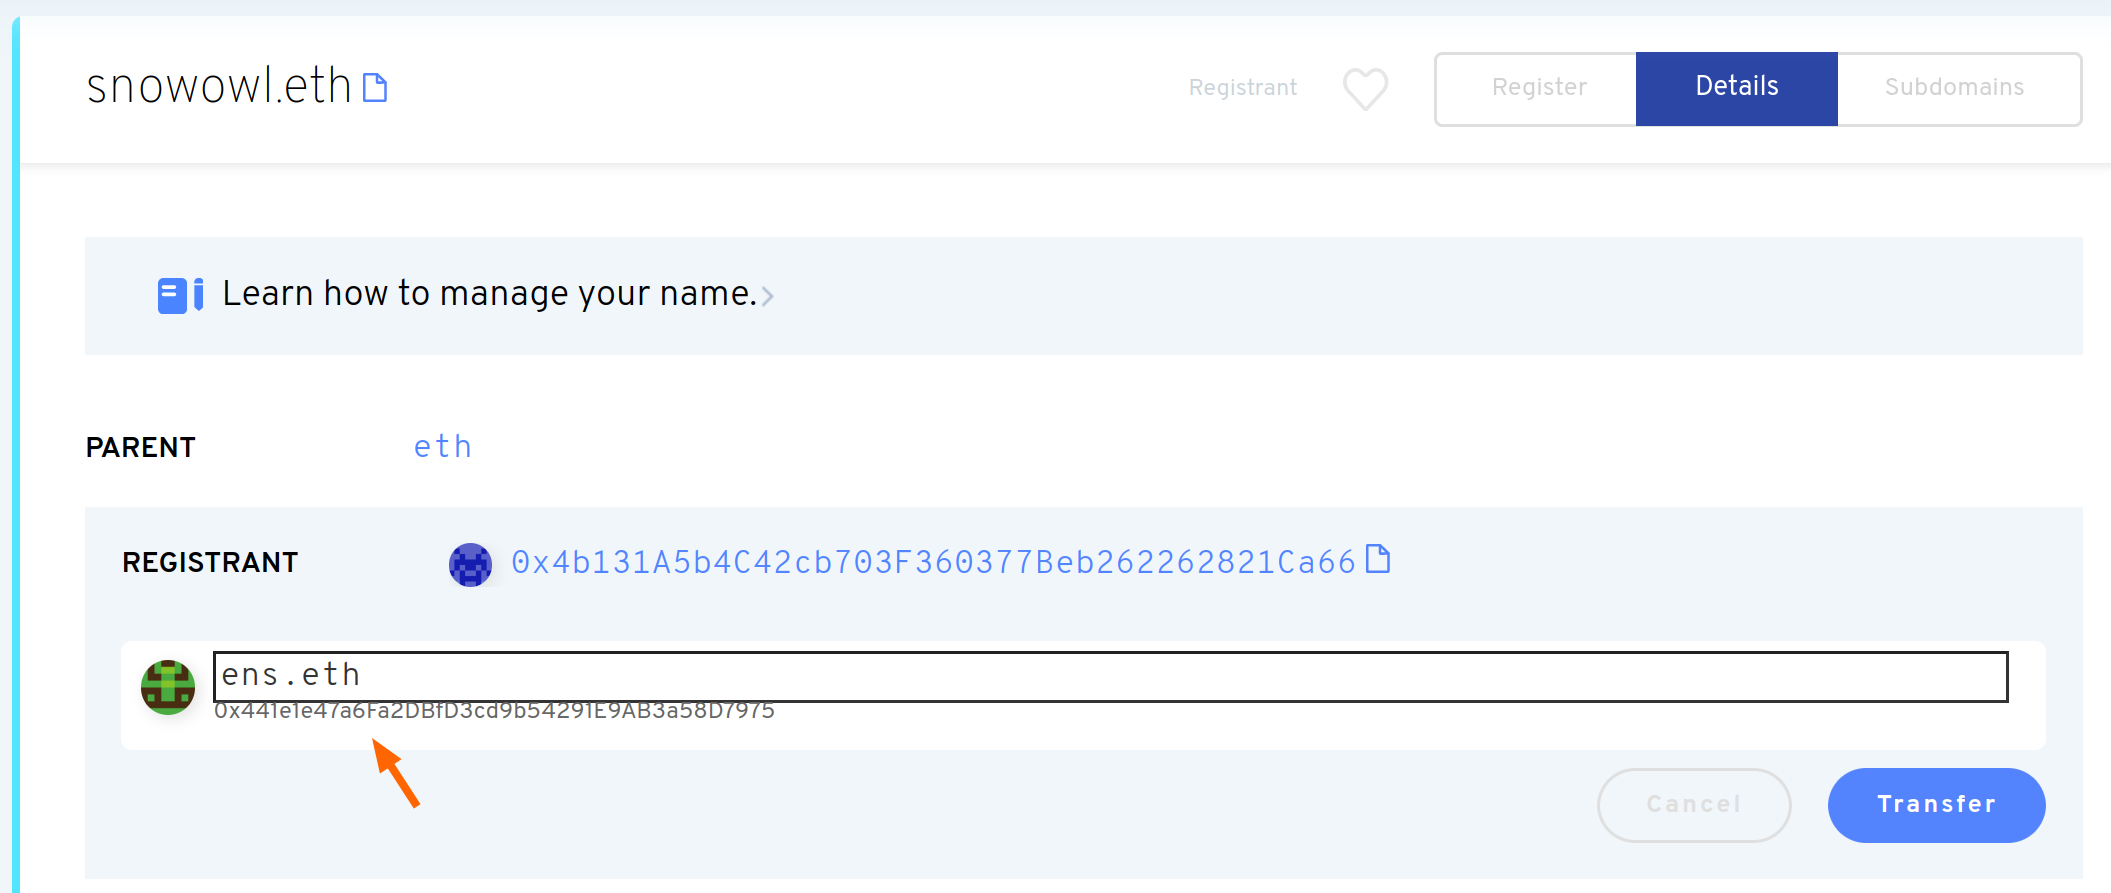 snowowl.eth
Registrant
Register
Details
Subdomains
Learn how to manage your name.
PARENT
eth
REGISTRANT
0x4b131A5b4C42cb703F360377Beb262262821Ca66
ens.eth
0x441e1e47a6Fa2DBfD3cd9b54291E9AB3a58D7975
Cancel
Transfer